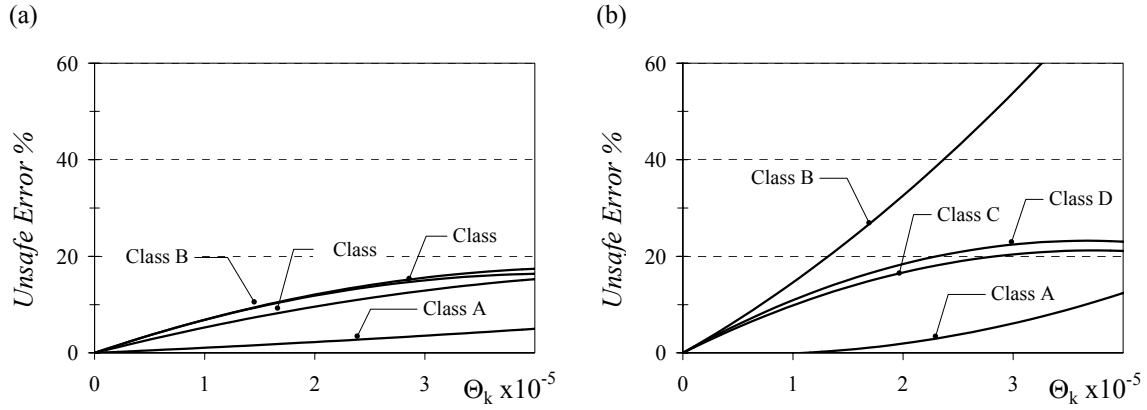 (a)
(b)
Unsafe Error %
60
40
20
0
0
1
2
3
Θk x10-5
Class B
Class
Class
Class A
Unsafe Error %
60
40
20
0
0
1
2
3
Θk x10-5
Class B
Class C
Class D
Class A